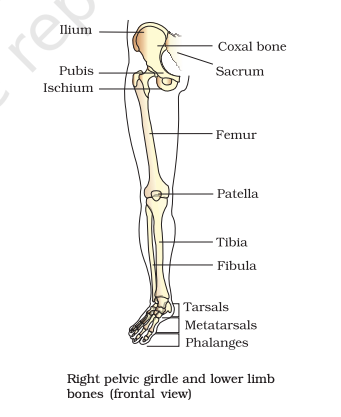 Ilium
Coxal bone
Pubis
Sacrum
Ischium
Femur
Patella
Tibia
Fibula
Tarsals
Metatarsals
Phalanges
Right pelvic girdle and lower limb
bones (frontal view)